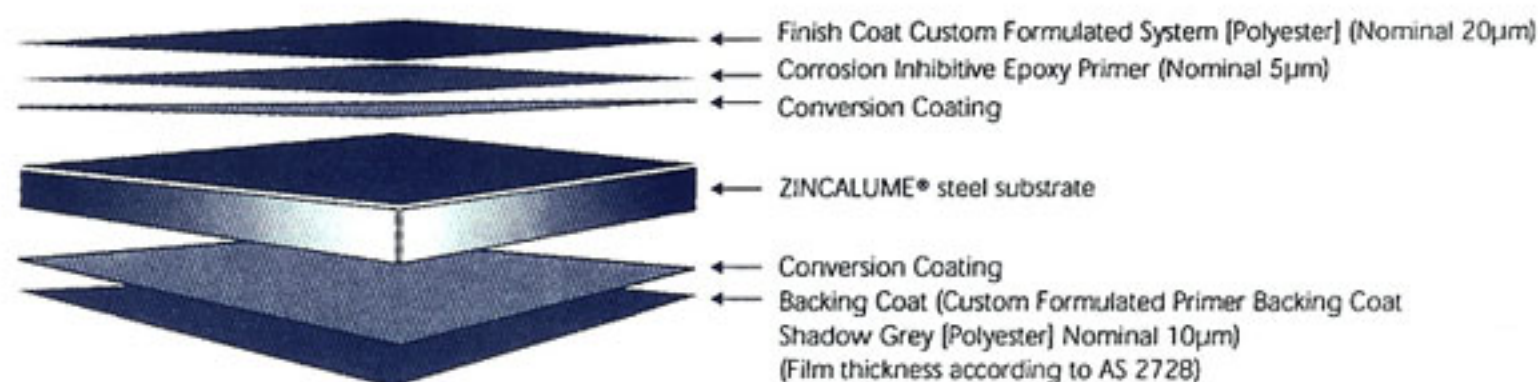 Finish Coat Custom Formulated System [Polyester] (Nominal 20µm)
Corrosion Inhibitive Epoxy Primer (Nominal 5µm)
Conversion Coating
ZINCALUME® steel substrate
Conversion Coating
Backing Coat (Custom Formulated Primer Backing Coat
Shadow Grey [Polyester] Nominal 10µm)
(Film thickness according to AS 2728)